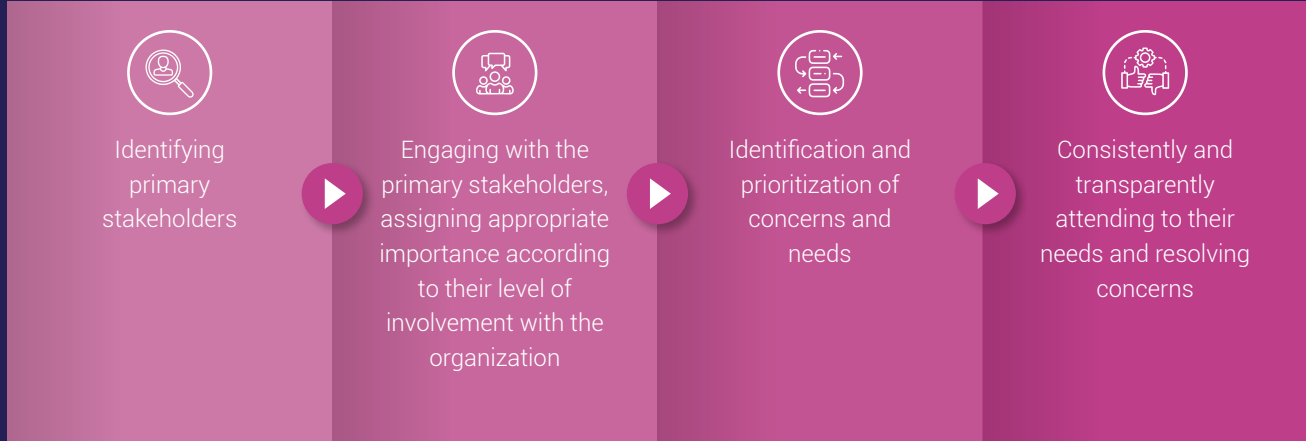 Identifying
primary
stakeholders
Engaging with the
primary stakeholders,
assigning appropriate
importance according
to their level of
involvement with the
organization
Identification and
prioritization of
concerns and
needs
Consistently and
transparently
attending to their
needs and resolving
concerns